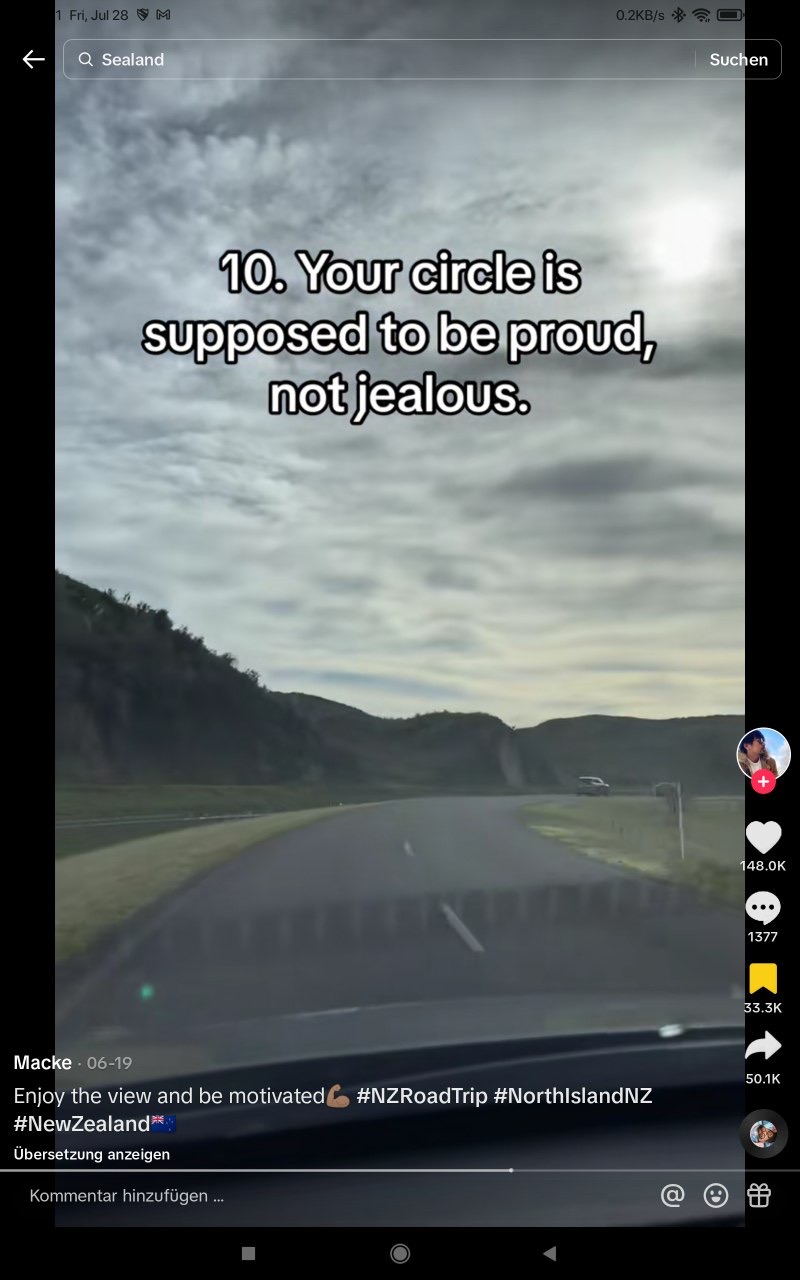 1 Fri, Jul 28
0.2KB/s
Sealand
Suchen
10. Your circle is
supposed to be proud,
not jealous.
148.0K
1377
33.3K
50.1K
Macke · 06-19
Enjoy the view and be motivated💪🏽 #NZRoadTrip #NorthIslandNZ
#NewZealand🇳🇿
Übersetzung anzeigen
Kommentar hinzufügen ...